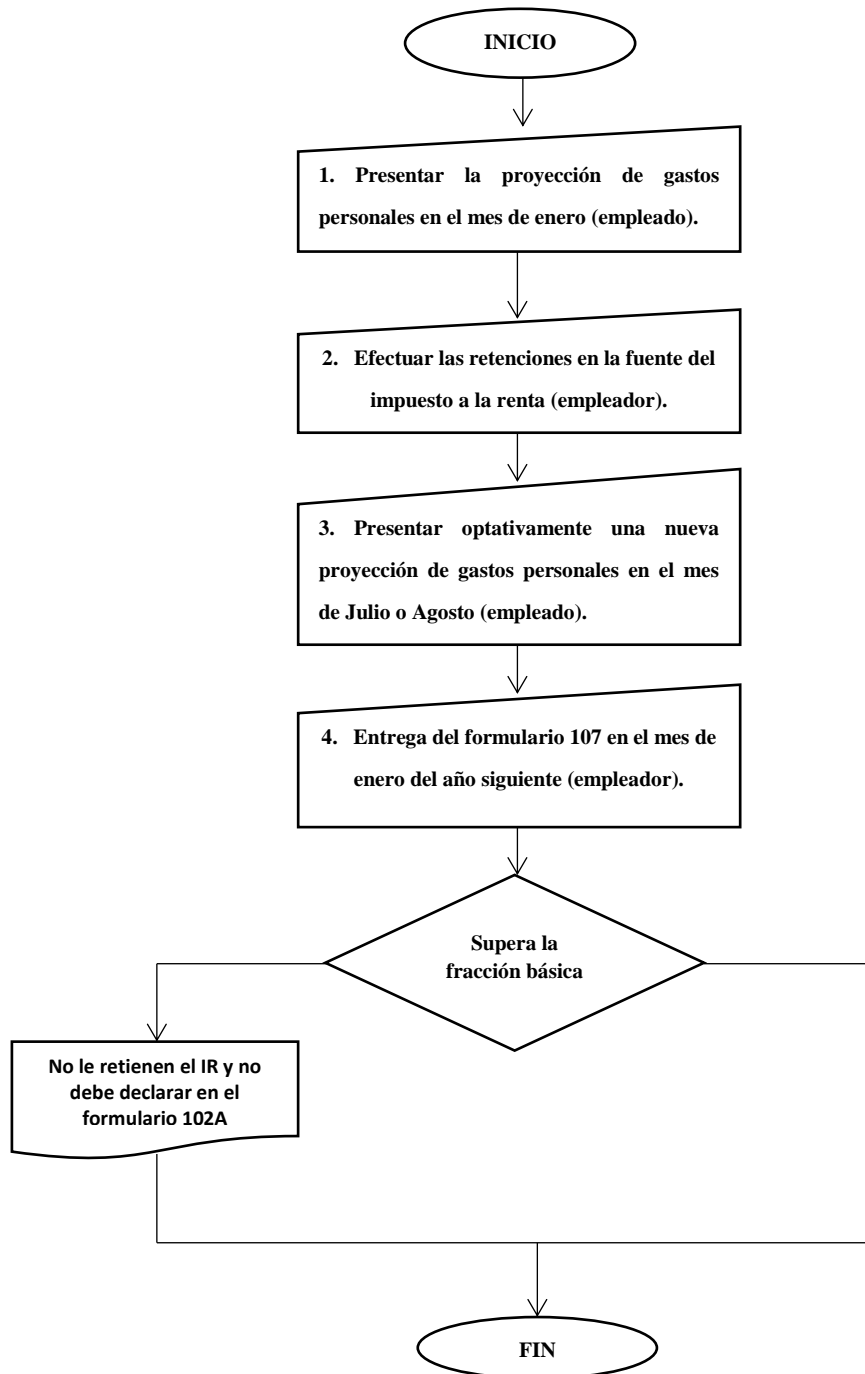 INICIO
1. Presentar la proyección de gastos
personales en el mes de enero (empleado).
2. Efectuar las retenciones en la fuente del
impuesto a la renta (empleador).
3. Presentar optativamente una nueva
proyección de gastos personales en el mes
de Julio o Agosto (empleado).
4. Entrega del formulario 107 en el mes de
enero del año siguiente (empleador).
Supera la
fracción básica
No le retienen el IR y no
debe declarar en el
formulario 102A
FIN